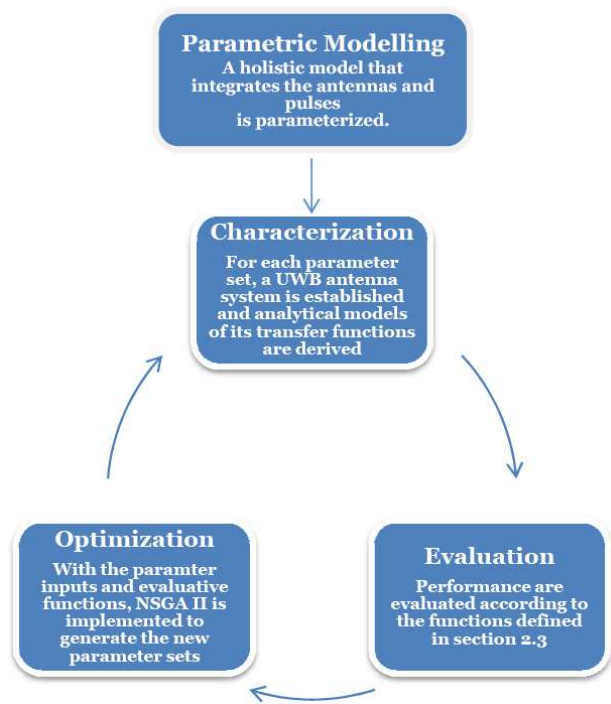 Parametric Modelling
A holistic model that
integrates the antennas and
pulses
is parameterized.
Characterization
For each parameter
set, a UWB antenna
system is established
and analytical models
of its transfer functions
are derived
Evaluation
Performance are
evaluated according to
the functions defined
in section 2.3
Optimization
With the paramter
inputs and evaluative
functions, NSGA II is
implemented to
generate the new
parameter sets